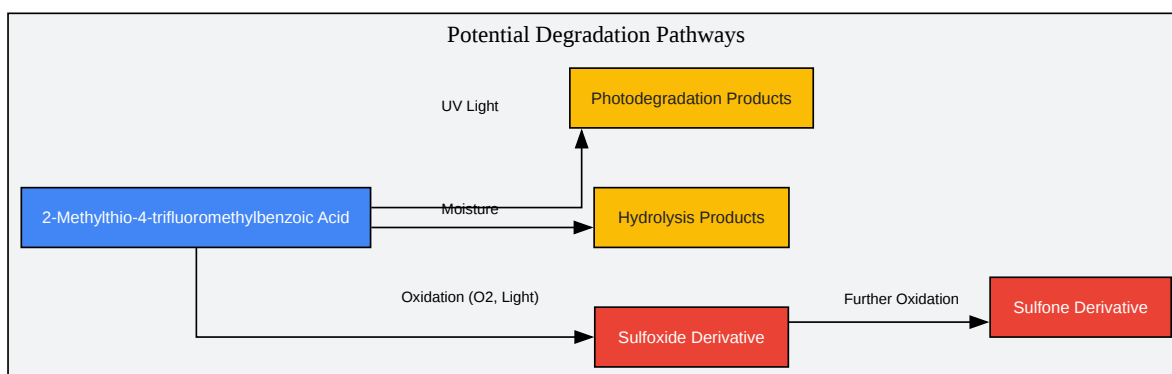 Potential Degradation Pathways
UV Light
Photodegradation Products
2-Methylthio-4-trifluoromethylbenzoic Acid
Moisture
Hydrolysis Products
Oxidation (O2, Light)
Sulfoxide Derivative
Further Oxidation
Sulfone Derivative